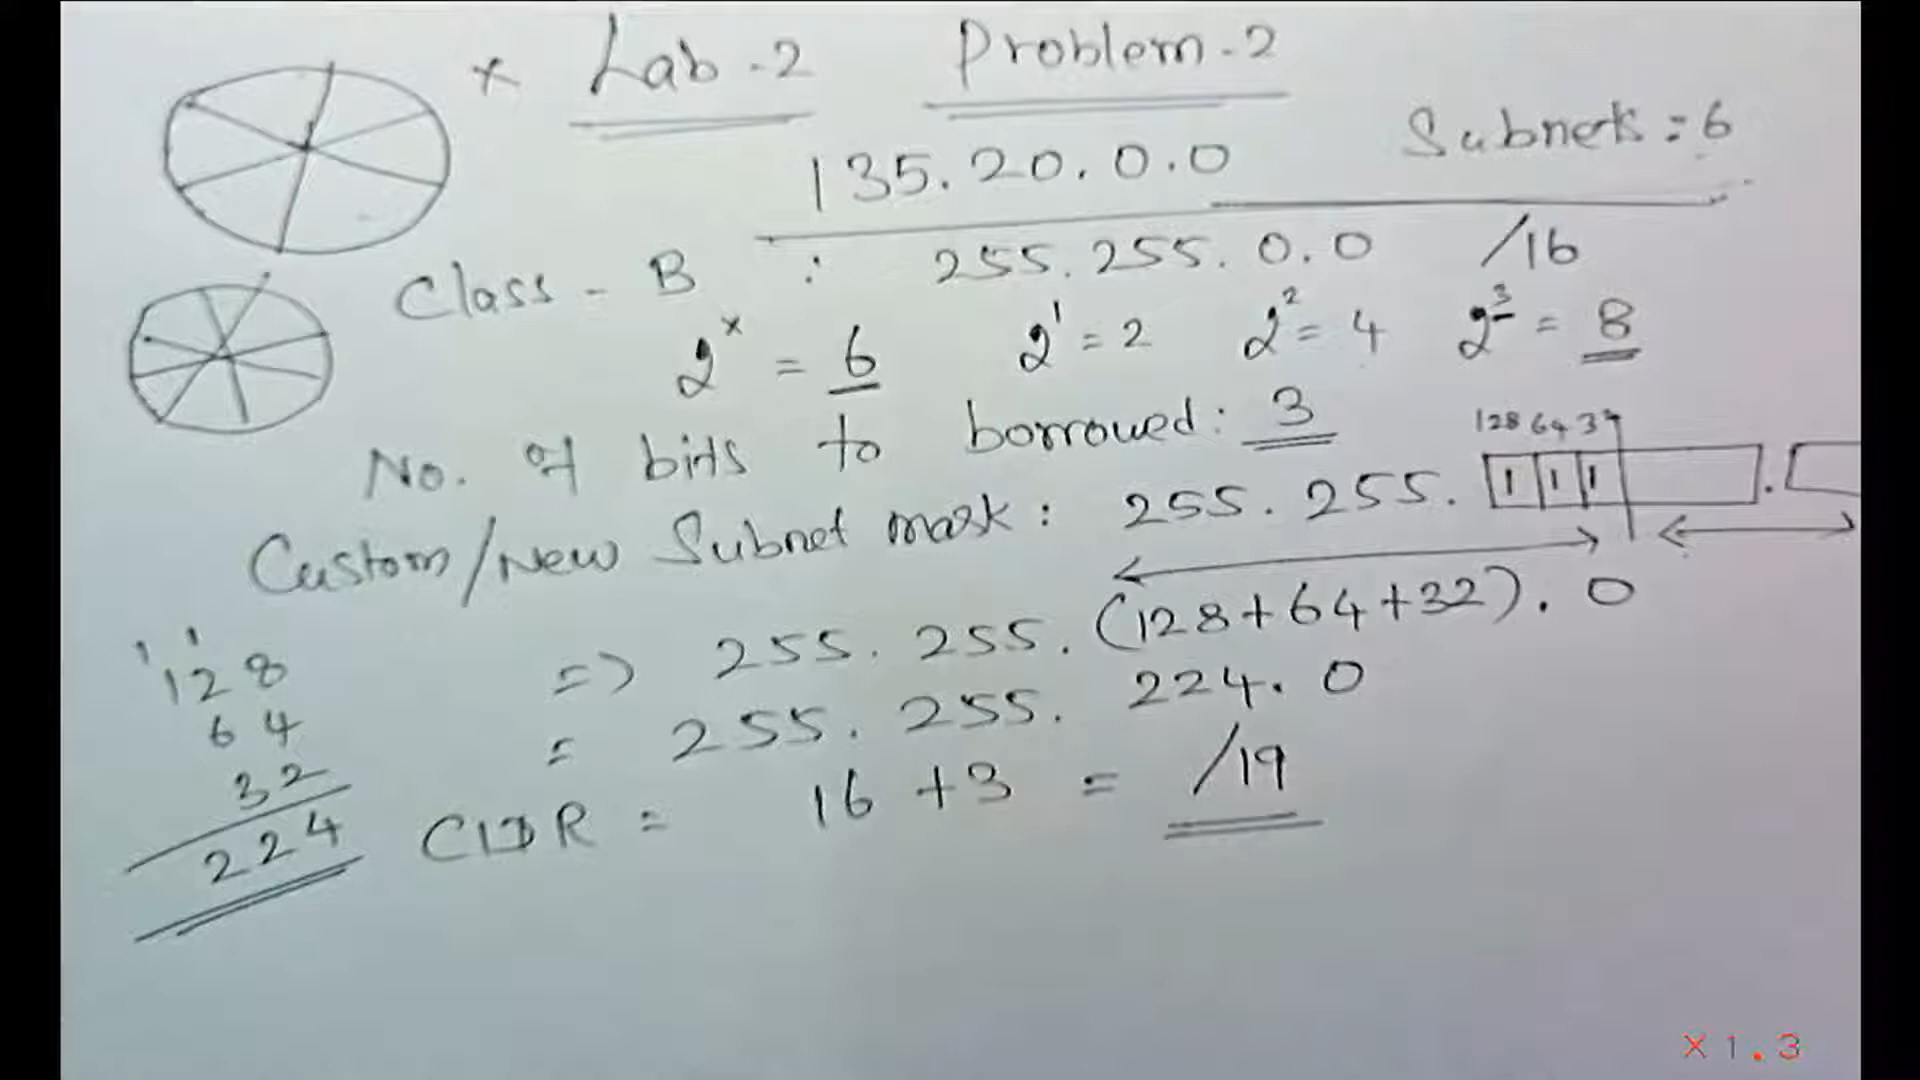 × Lab-2 Problem-2
135.20.0.0 Subnets = 6
Class - B ∴ 255.255.0.0 /16
2^x = 6 2^1 = 2 2^2 = 4 2^3 = 8
No. of bits to borrowed: 3
128 64 32
Custom/New Subnet mask: 255.255. 1 1 1 .
=> 255.255.(128+64+32).0
= 255.255.224.0
CIDR = 16 + 3 = /19
1 1
128
64
32
224
× 1.3